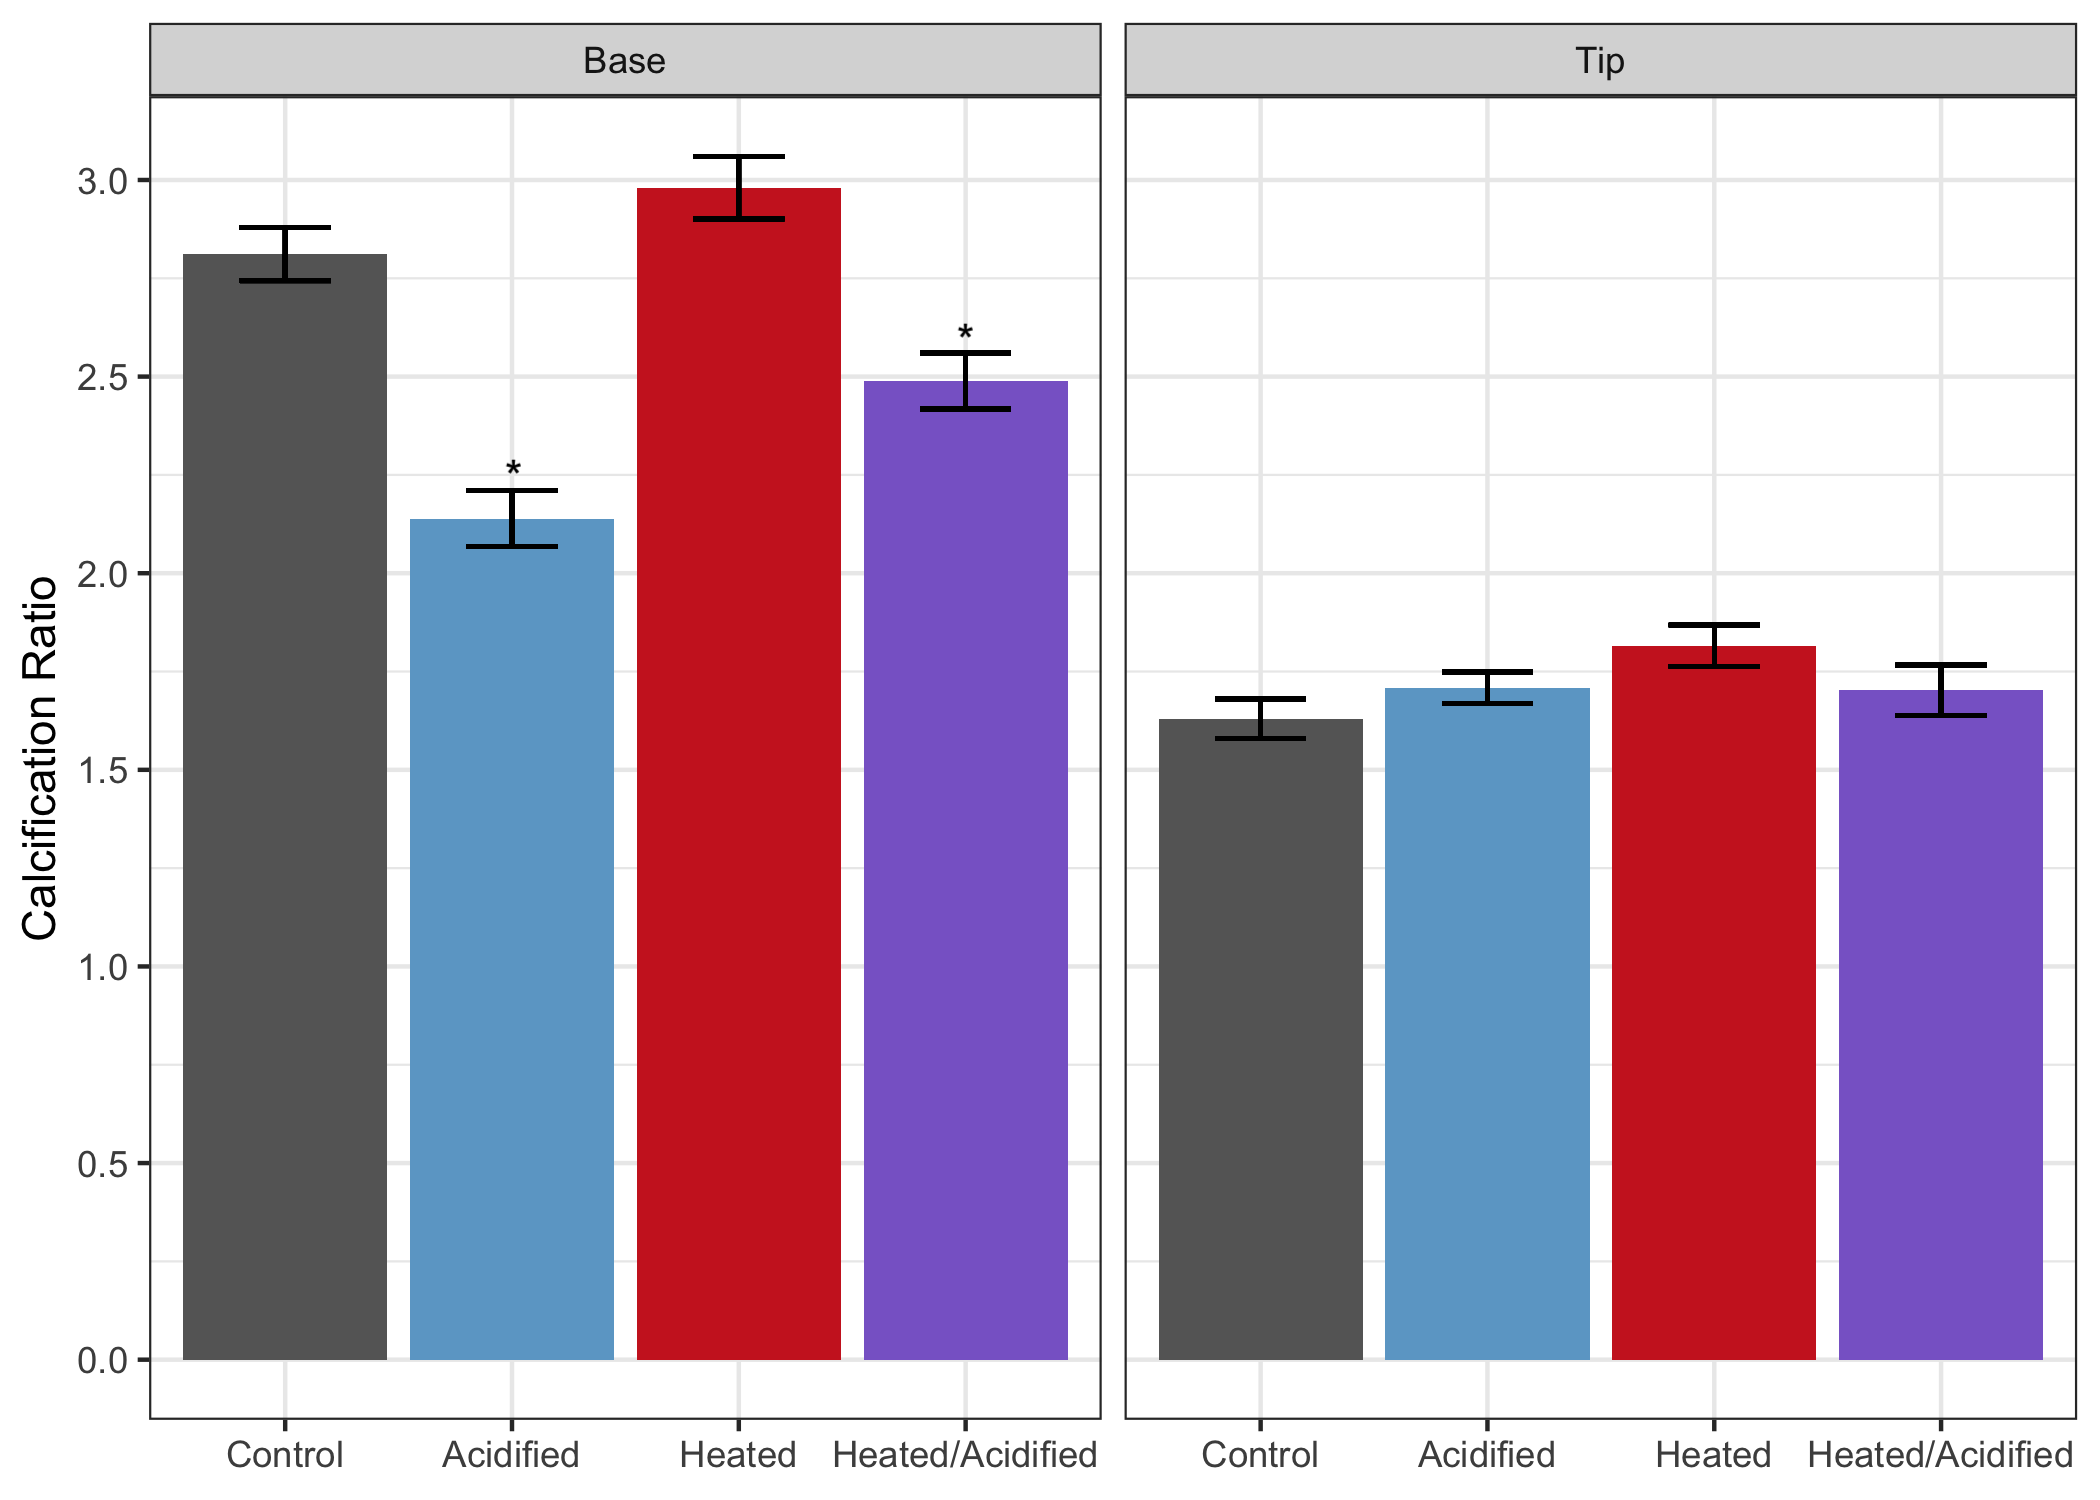 Base
Tip
Calcification Ratio
3.0
2.5
2.0
1.5
1.0
0.5
0.0
*
*
Control Acidified Heated Heated/Acidified
Control Acidified Heated Heated/Acidified